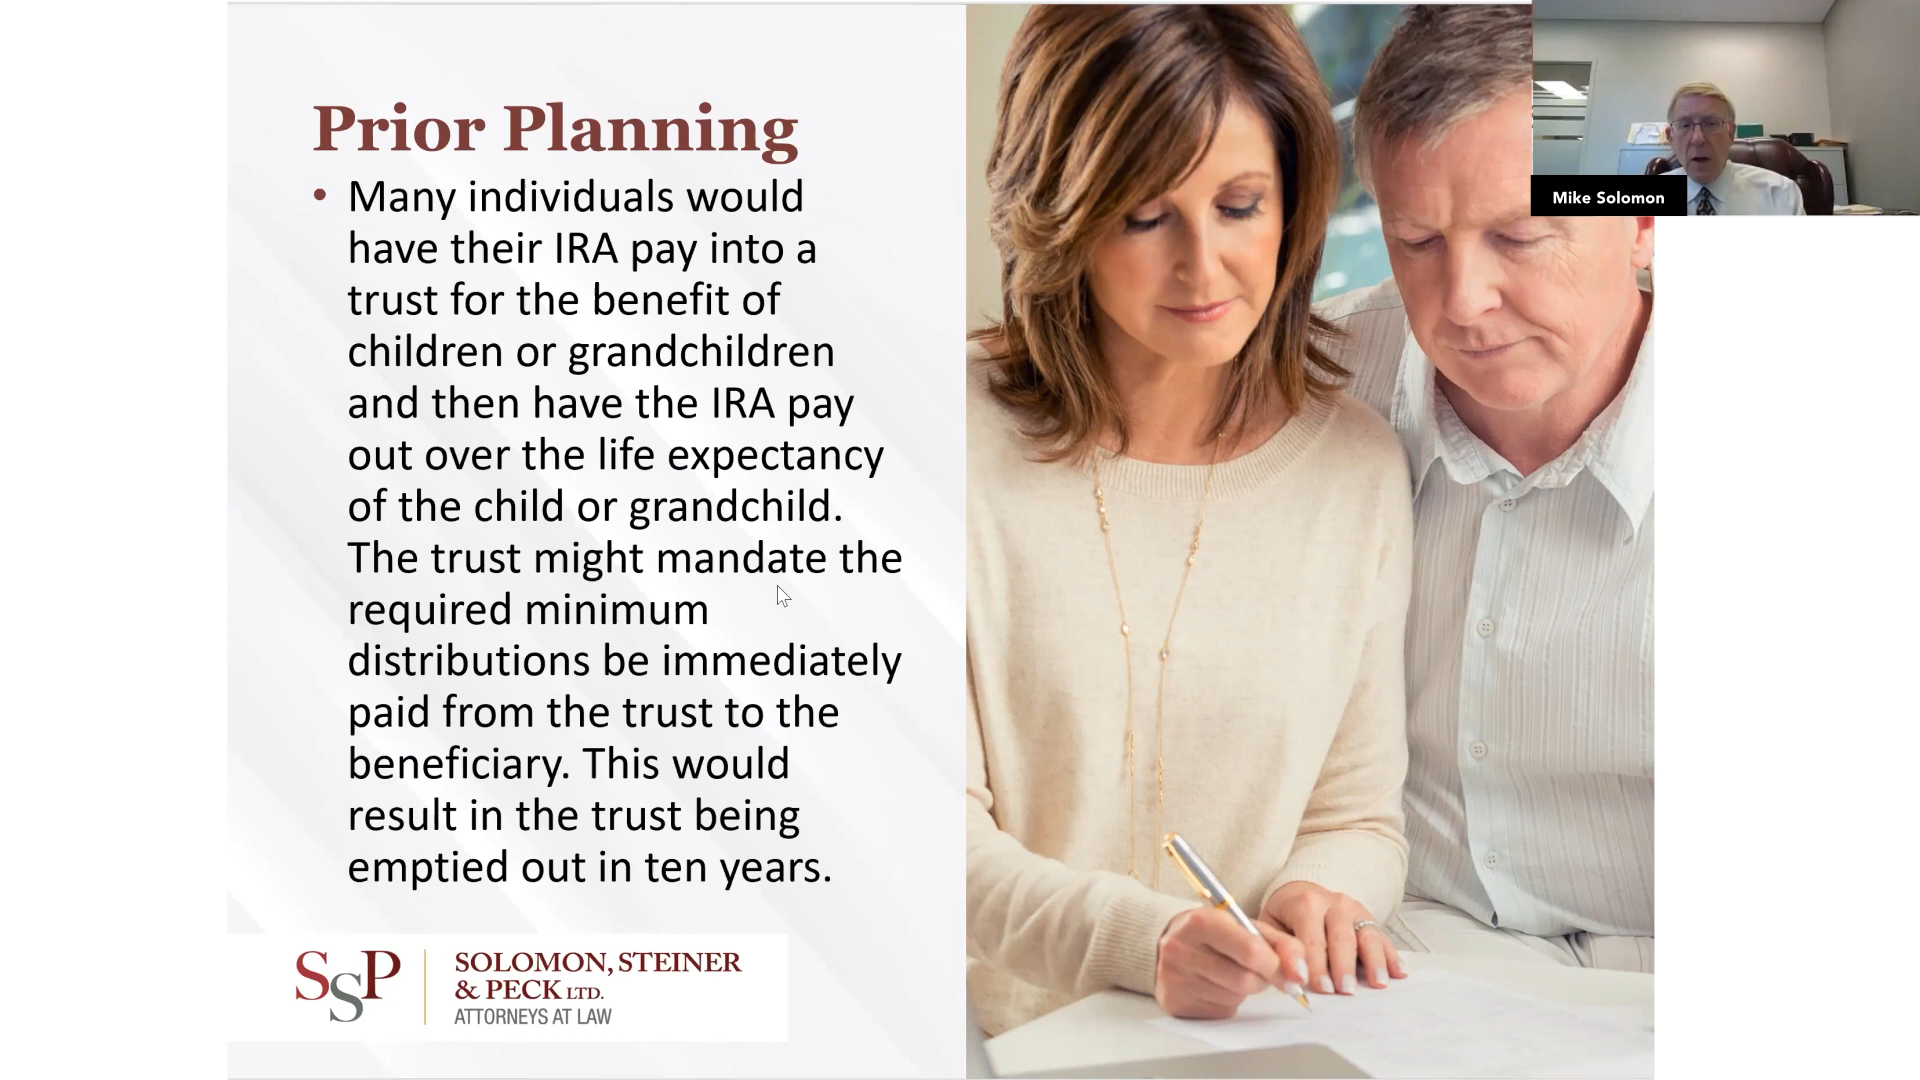 Prior Planning
• Many individuals would
have their IRA pay into a
trust for the benefit of
children or grandchildren
and then have the IRA pay
out over the life expectancy
of the child or grandchild.
The trust might mandate the
required minimum
distributions be immediately
paid from the trust to the
beneficiary. This would
result in the trust being
emptied out in ten years.
SSP
SOLOMON, STEINER
& PECK LTD.
ATTORNEYS AT LAW
Mike Solomon